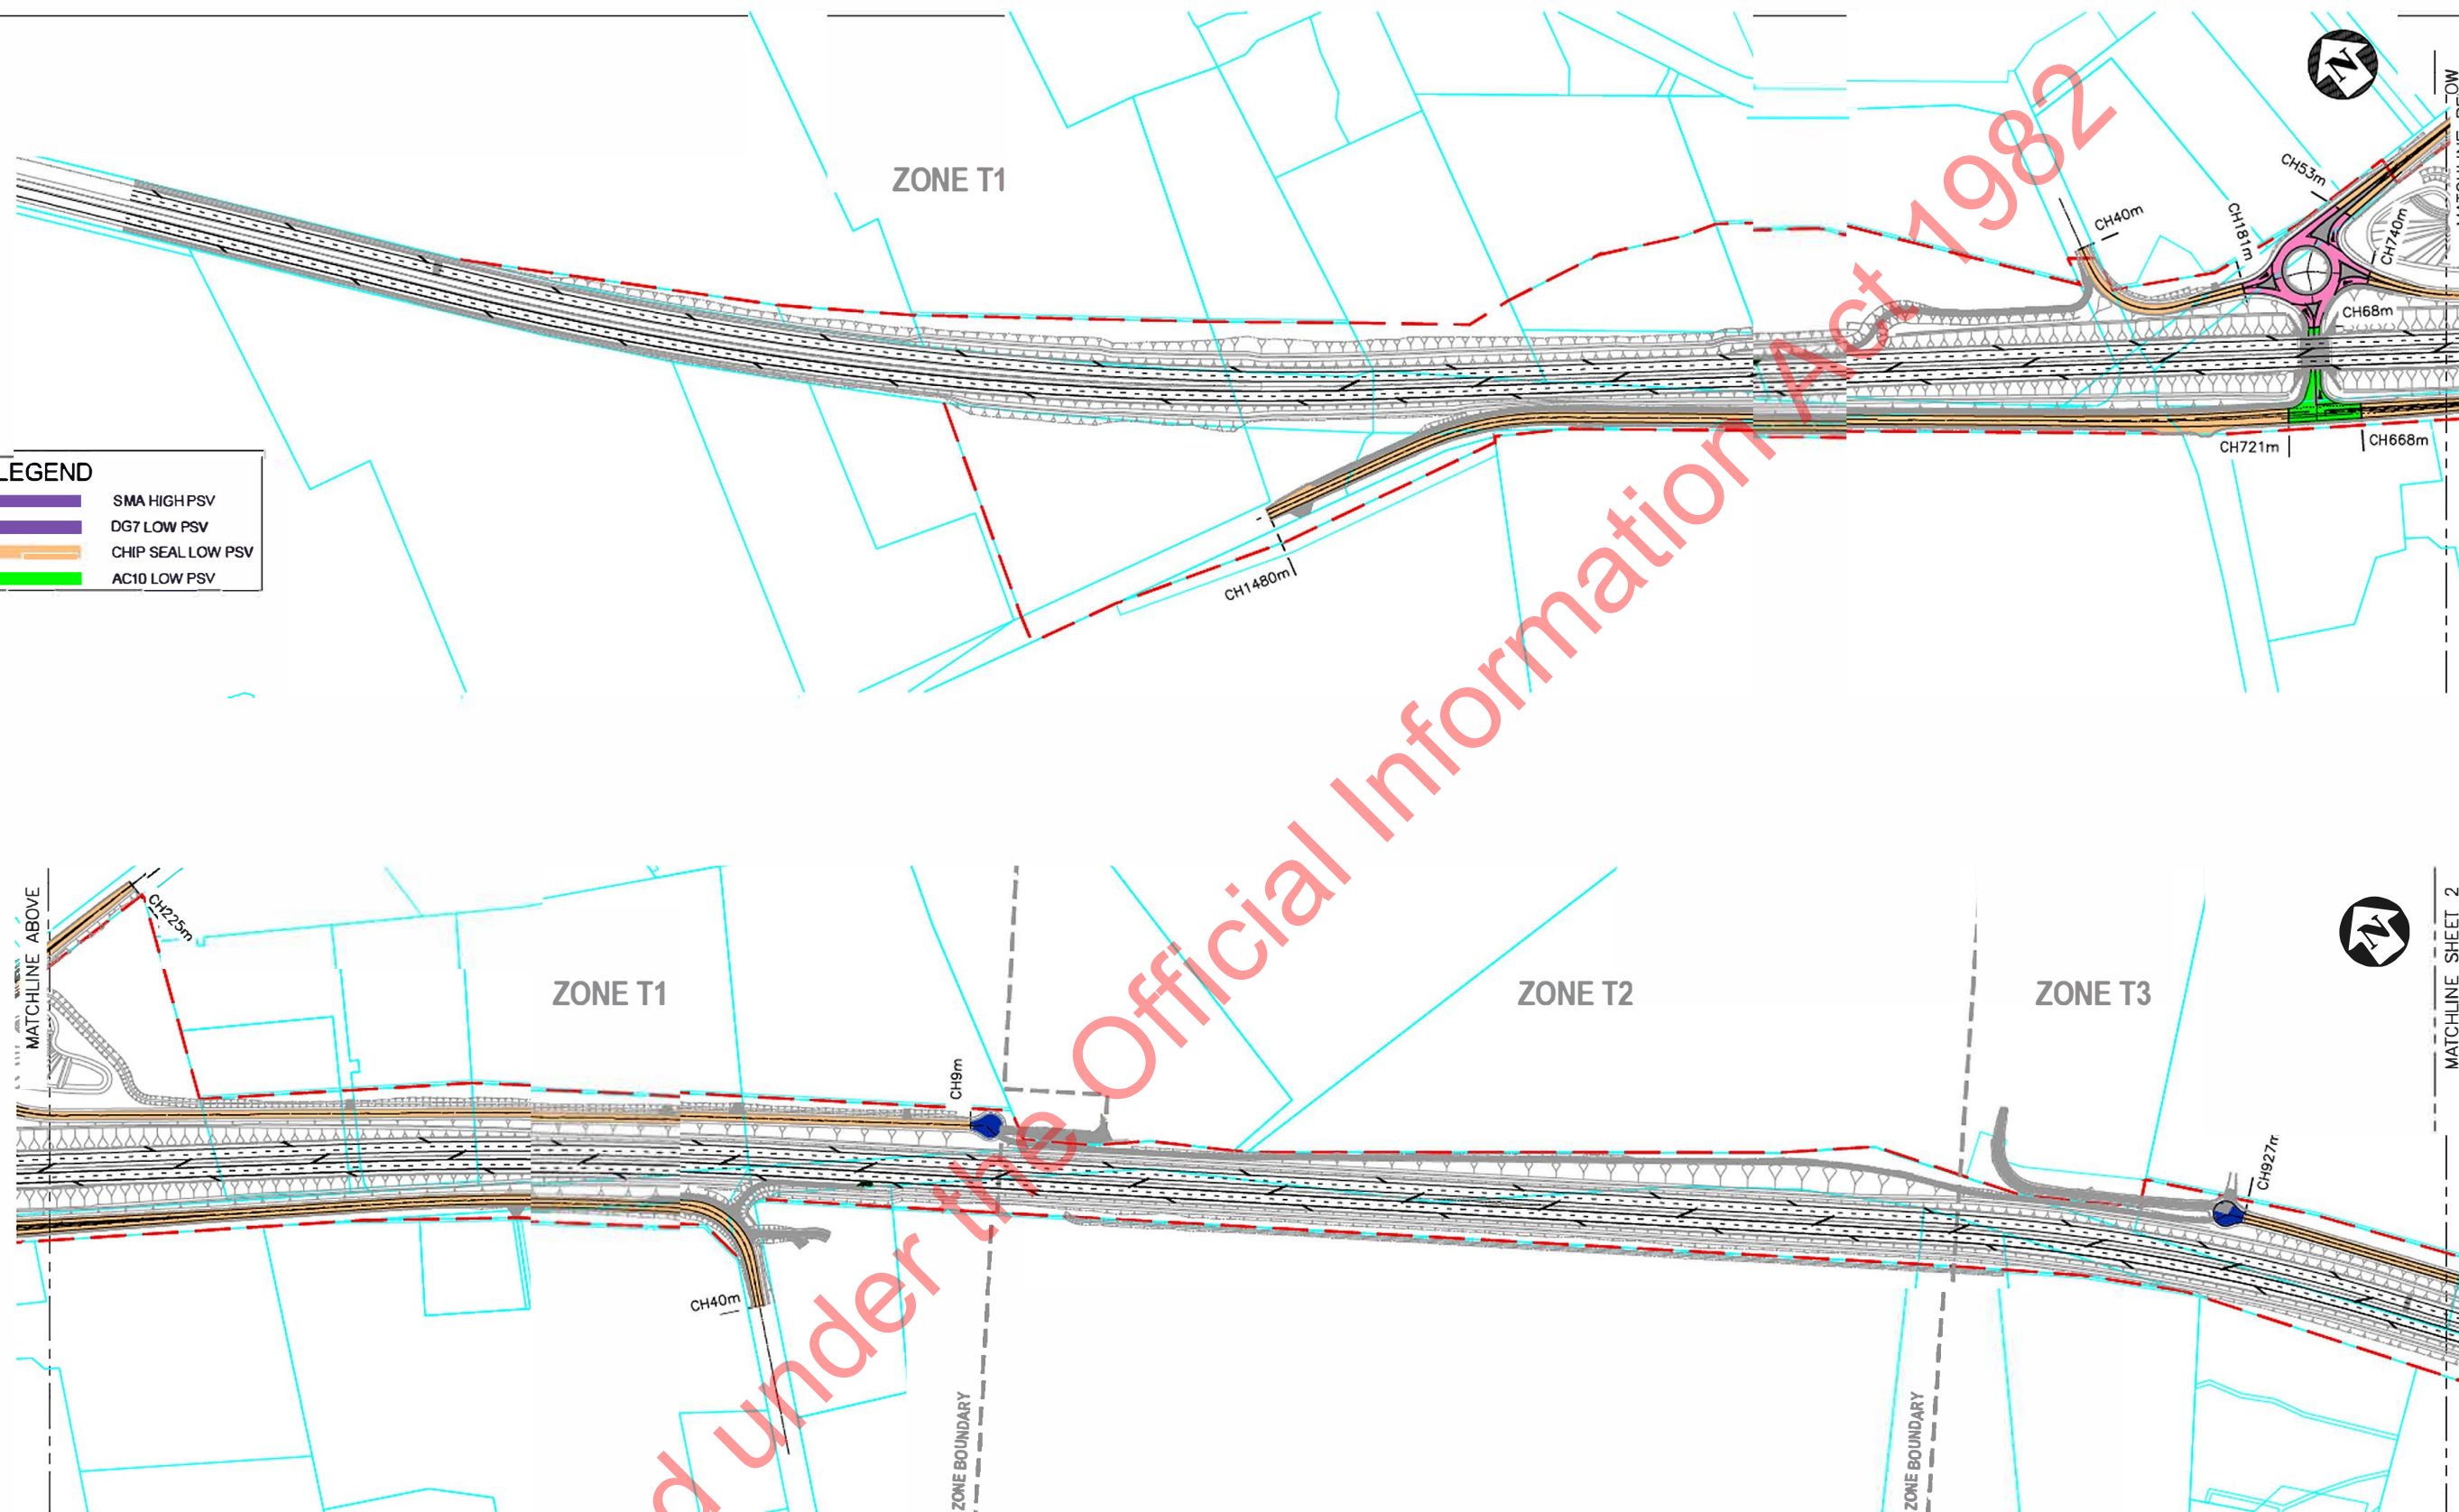 ZONE T1
N
CH53m
CH181m
CH40m
CH740m
CH68m
CH721m
CH668m
CH1480m
LEGEND
SMA HIGH PSV
DG7 LOW PSV
CHIP SEAL LOW PSV
AC10 LOW PSV
under the Official Information Act 1982
MATCHLINE ABOVE
CH225m
ZONE T1
CH9m
ZONE T2
ZONE T3
N
CH927m
MATCHLINE SHEET 2
CH40m
ZONE BOUNDARY
ZONE BOUNDARY